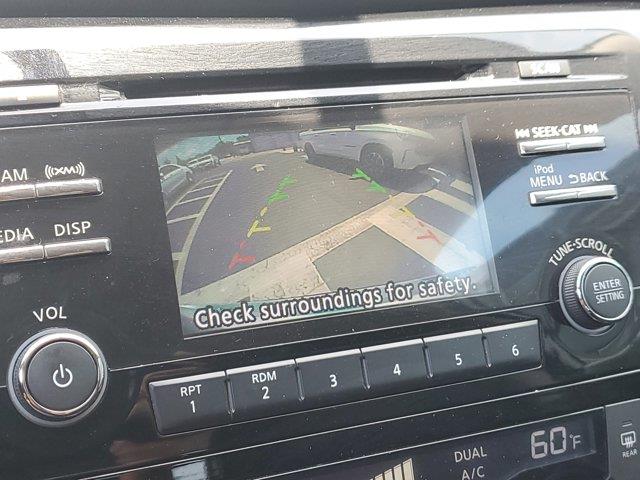 SCAN
AM
((XM))
SEEK·CAT
iPod
MENU
BACK
EDIA
DISP
TUNE·SCROLL
ENTER
SETTING
Check surroundings for safety.
VOL
RPT
1
RDM
2
3
4
5
6
DUAL
A/C
60°F
REAR